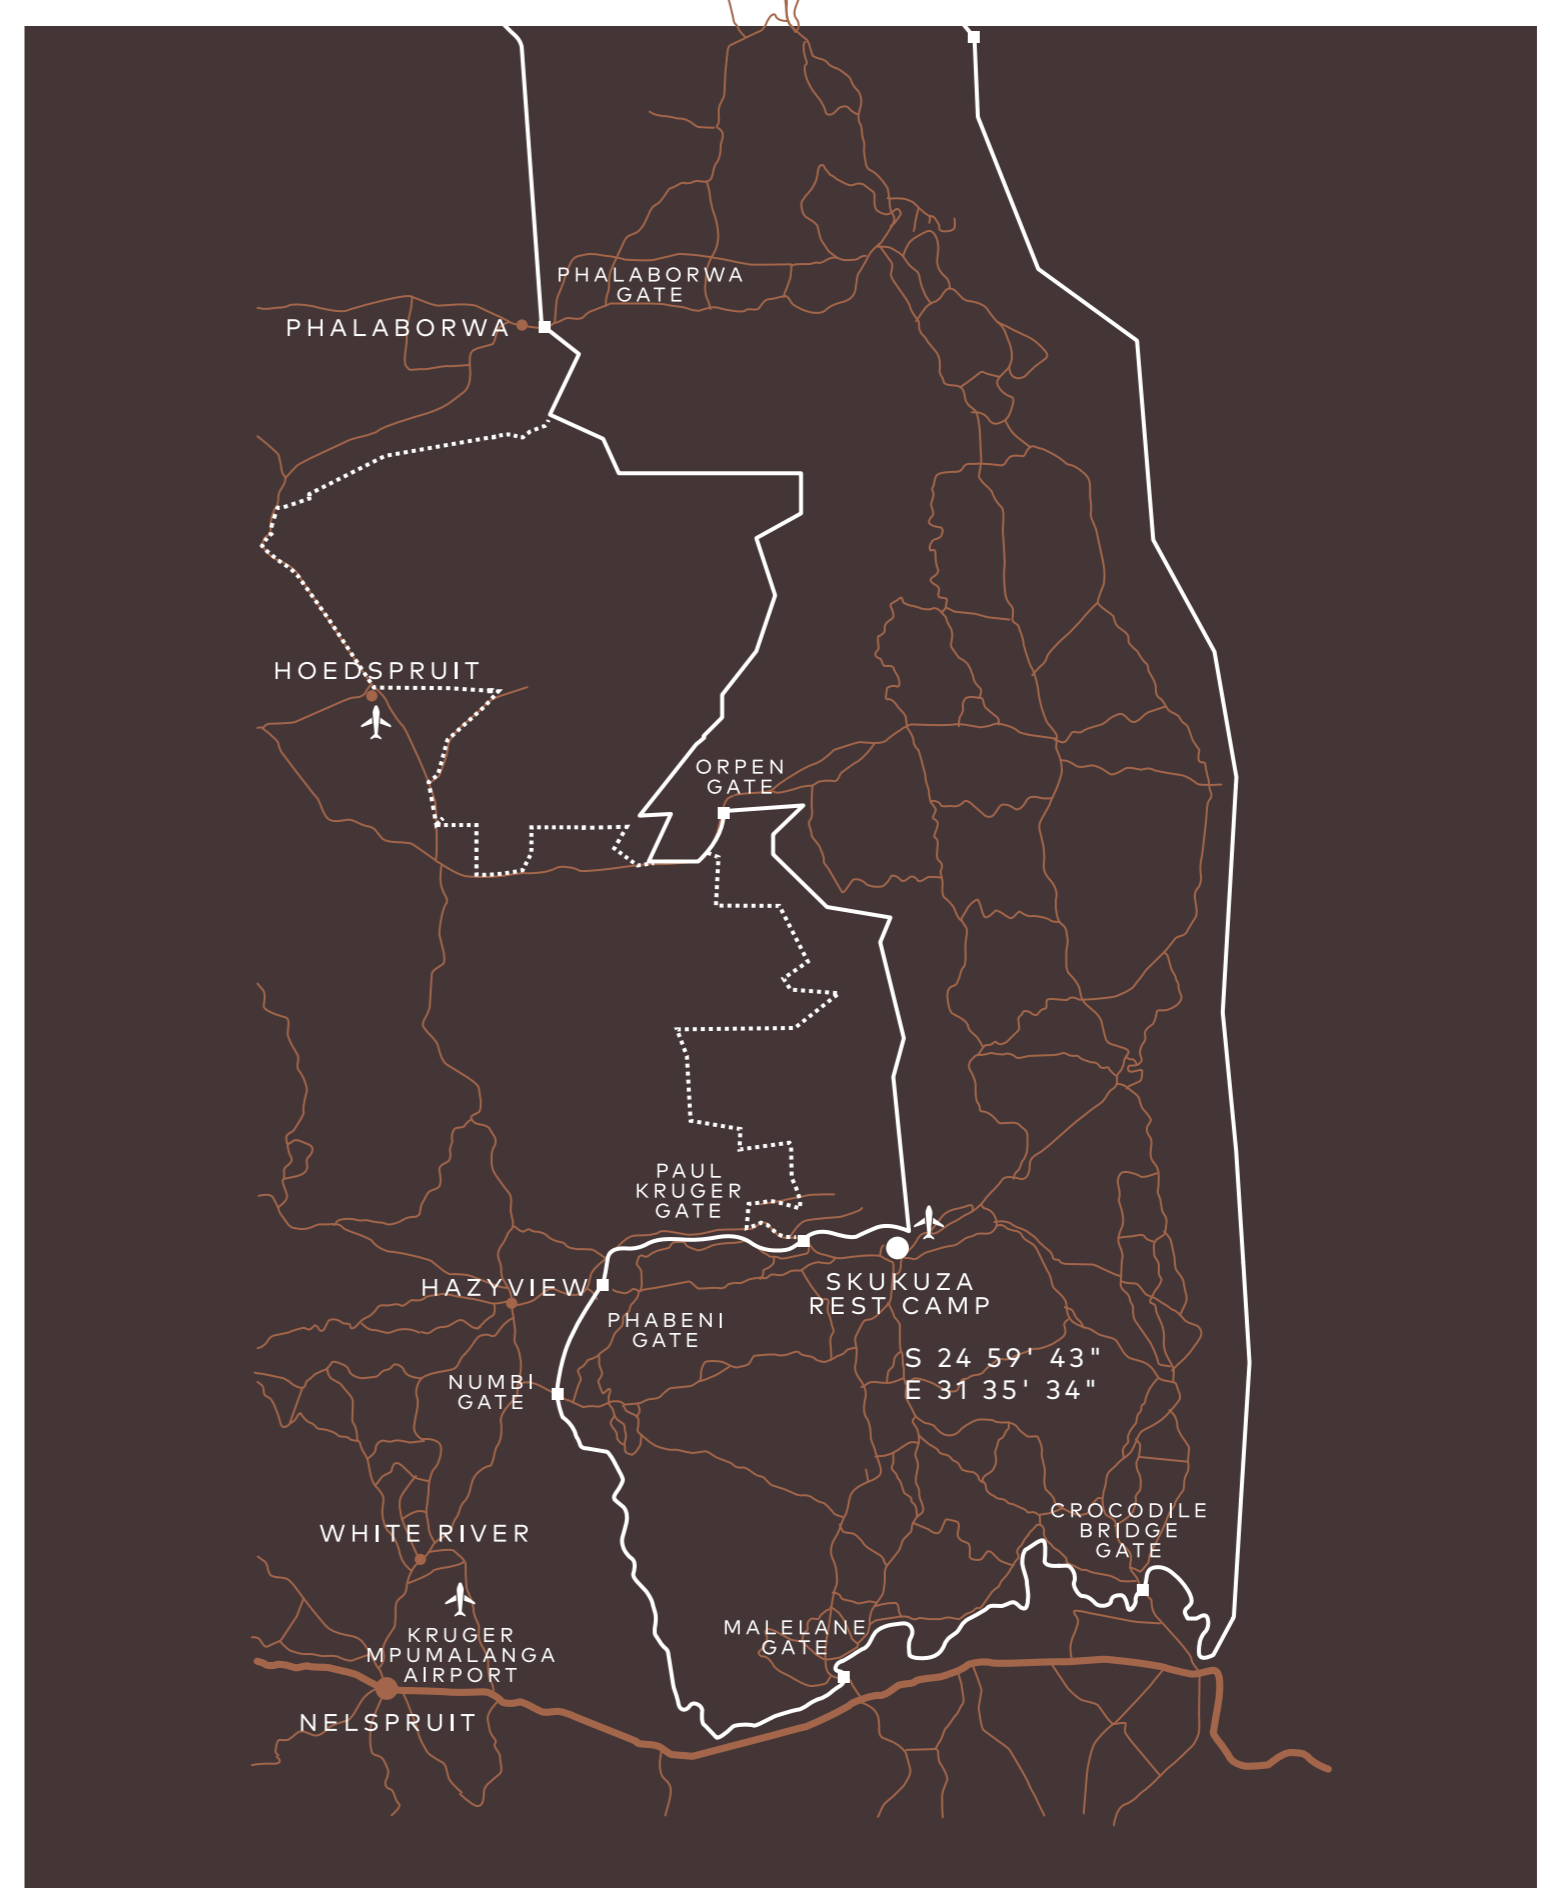 PHALABORWA
GATE
PHALABORWA
HOEDSPRUIT
ORPEN
GATE
PAUL
KRUGER
GATE
HAZYVIEW
SKUKUZA
REST CAMP
PHABENI
GATE
S 24 59' 43"
E 31 35' 34"
NUMBI
GATE
CROCODILE
BRIDGE
GATE
WHITE RIVER
MALELANE
GATE
KRUGER
MPUMALANGA
AIRPORT
NELSPRUIT